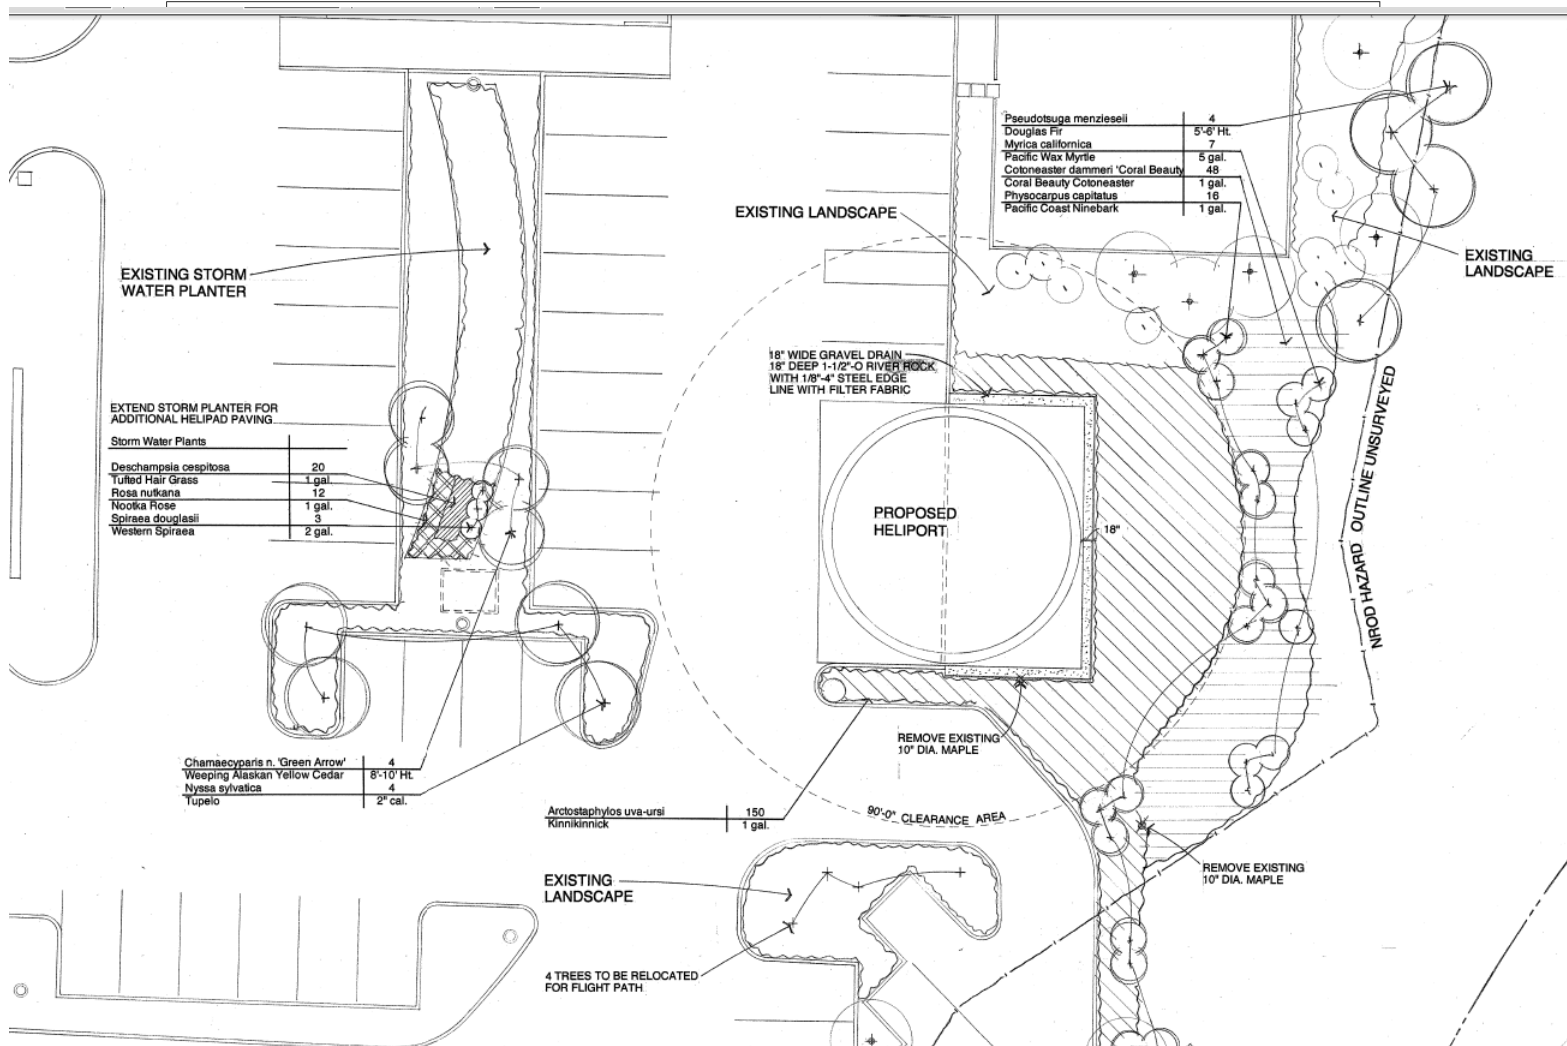 Pseudotsuga menzieseii 4
Douglas Fir 5'-6' Ht.
Myrica californica 7
Pacific Wax Myrtle 5 gal.
Cotoneaster dammeri 'Coral Beauty 48
Coral Beauty Cotoneaster 1 gal.
Physocarpus capitatus 16
Pacific Coast Ninebark 1 gal.
EXISTING LANDSCAPE
EXISTING
LANDSCAPE
EXISTING STORM
WATER PLANTER
18" WIDE GRAVEL DRAIN
18" DEEP 1-1/2"-O RIVER ROCK
WITH 1/8"-4" STEEL EDGE
LINE WITH FILTER FABRIC
EXTEND STORM PLANTER FOR
ADDITIONAL HELIPAD PAVING
Storm Water Plants
Deschampsia cespitosa 20
Tufted Hair Grass 1 gal.
Rosa nutkana 12
Nootka Rose 1 gal.
Spiraea douglasii 3
Western Spiraea 2 gal.
PROPOSED
HELIPORT
18"
NROD HAZARD OUTLINE UNSURVEYED
REMOVE EXISTING
10" DIA. MAPLE
Chamaecyparis n. 'Green Arrow' 4
Weeping Alaskan Yellow Cedar 8'-10' Ht.
Nyssa sylvatica 4
Tupelo 2" cal.
Arctostaphylos uva-ursi 150
Kinnikinnick 1 gal.
90'-0" CLEARANCE AREA
REMOVE EXISTING
10" DIA. MAPLE
EXISTING
LANDSCAPE
4 TREES TO BE RELOCATED
FOR FLIGHT PATH